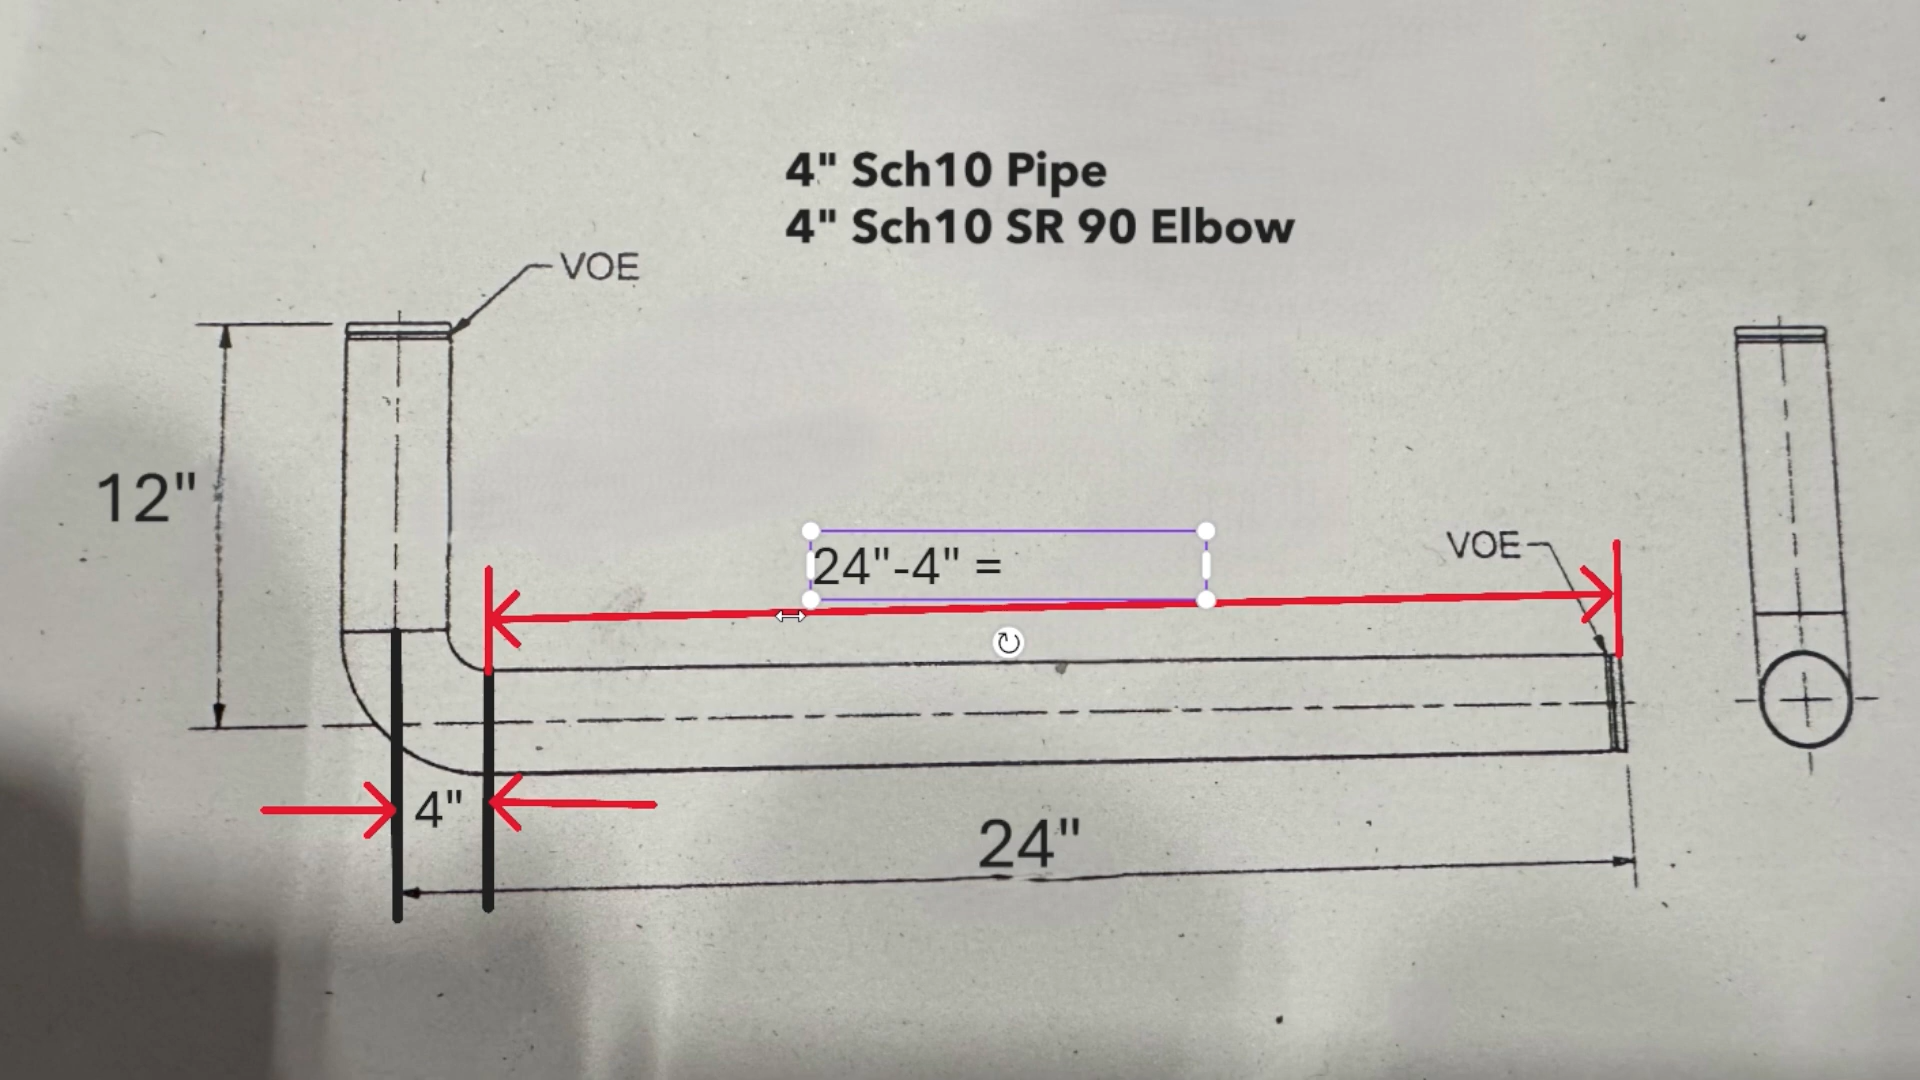 4" Sch10 Pipe
4" Sch10 SR 90 Elbow
VOE
12"
24"-4" =
VOE
4"
24"